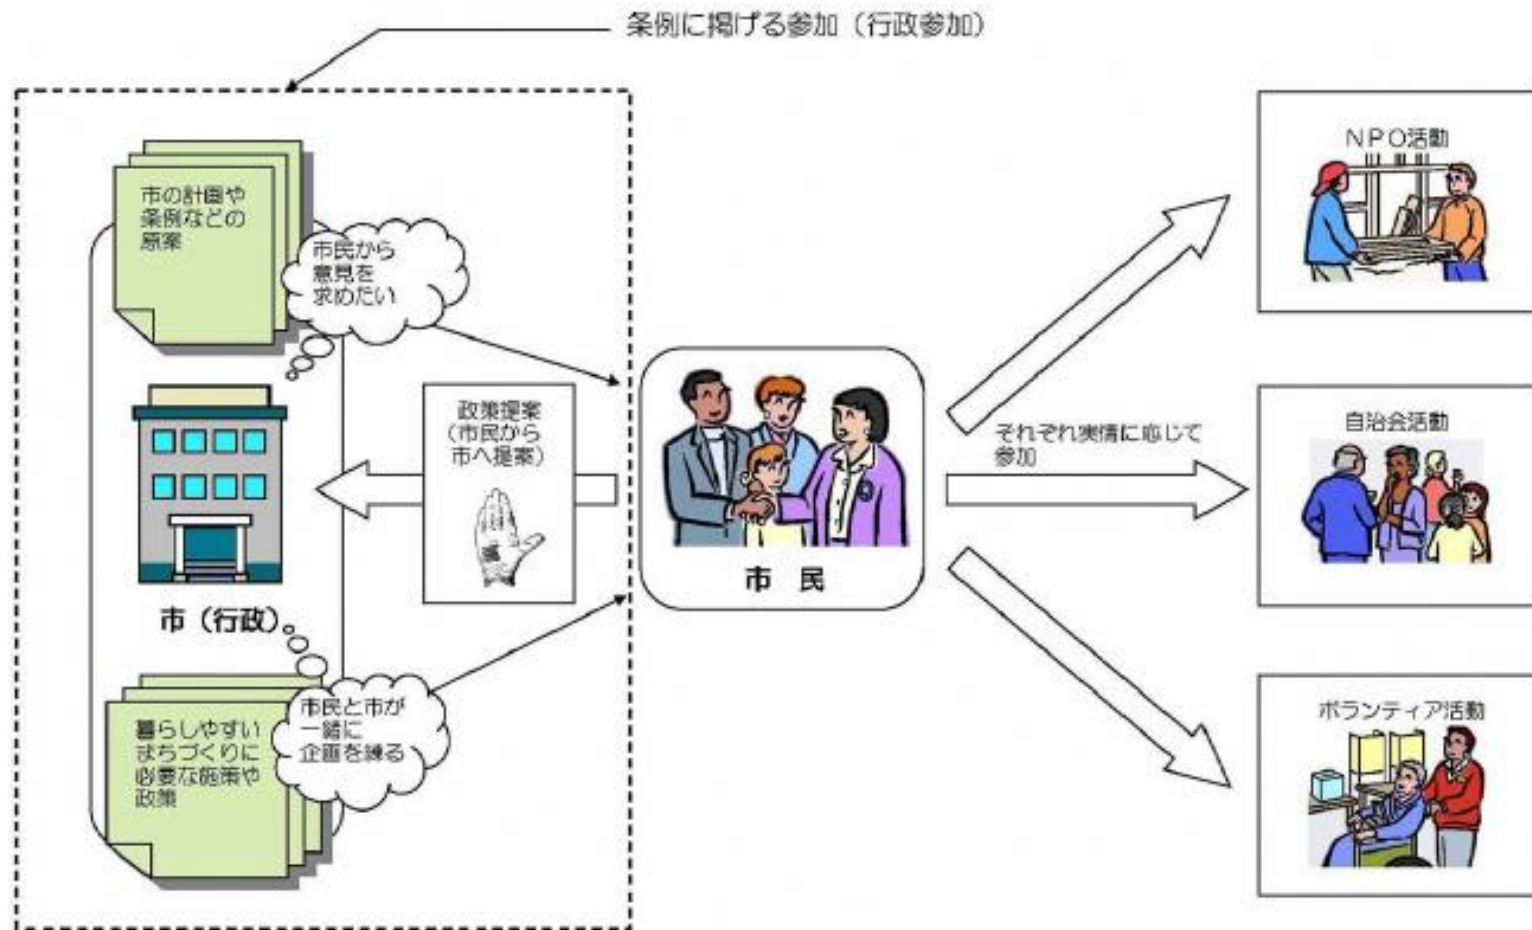 条例に掲げる参加（行政参加）
市の計画や
条例などの
原案
市民から
意見を
求めたい
政策提案
（市民から
市へ提案）
市（行政）
暮らしやすい
まちづくりに
必要な施策や
政策
市民と市が
一緒に
企画を練る
市 民
それぞれ実情に応じて
参加
ＮＰＯ活動
自治会活動
ボランティア活動